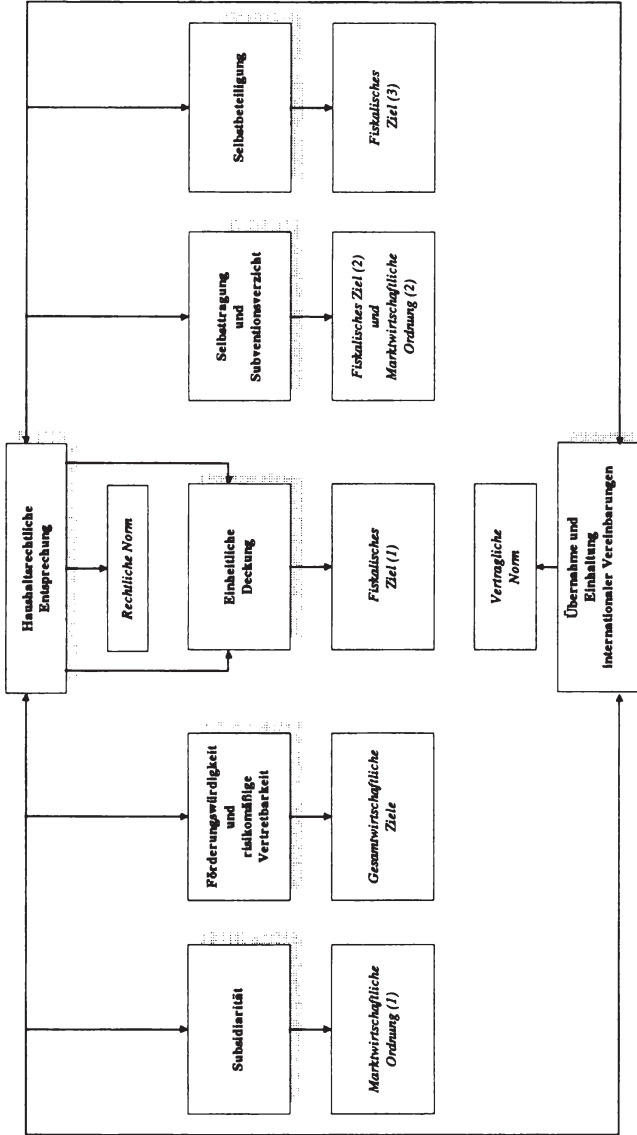 Haushaltsrechtliche
Entsprechung
Rechtliche Norm
Subsidiarität
Förderungswürdigkeit
und
risikomäßige
Vertretbarkeit
Einheitliche
Deckung
Selbsttragung
und
Subventionsverzicht
Selbstbeteiligung
Marktwirtschaftliche
Ordnung (1)
Gesamtwirtschaftliche
Ziele
Fiskalisches
Ziel (1)
Fiskalisches Ziel (2)
und
Marktwirtschaftliche
Ordnung (2)
Fiskalisches
Ziel (3)
Vertragliche
Norm
Übernahme und
Einhaltung
internationaler Vereinbarungen